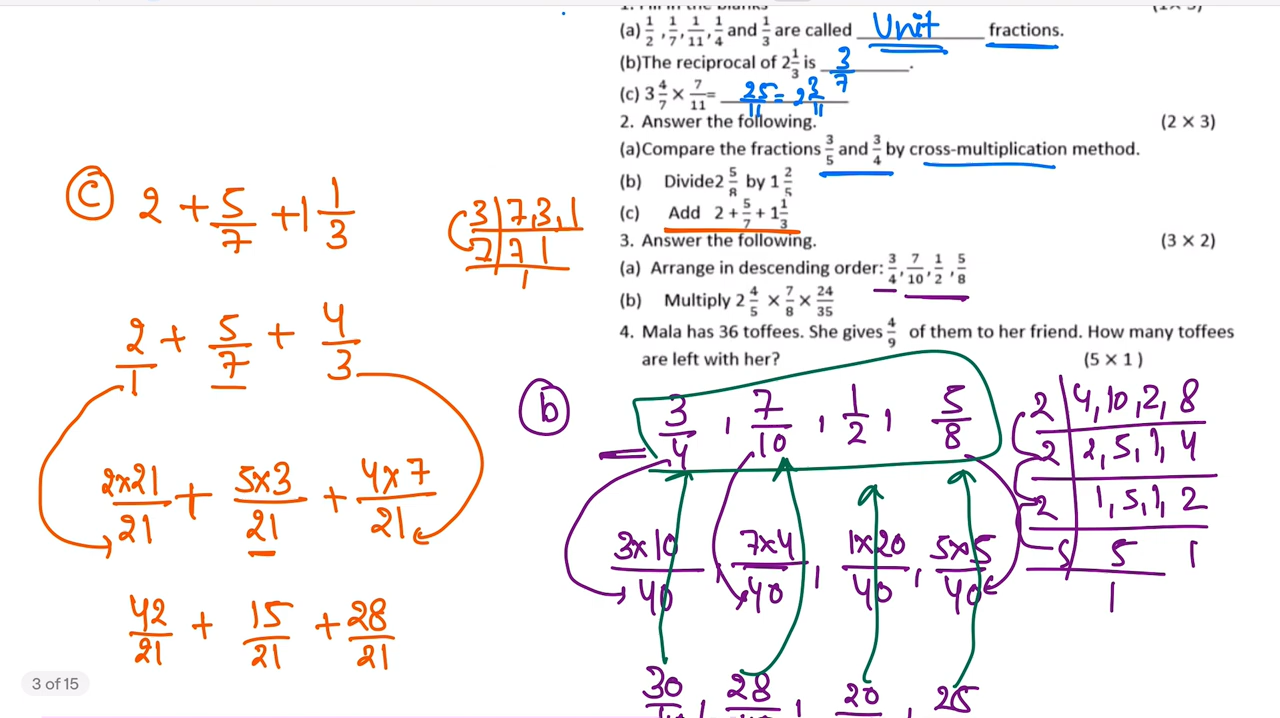 1. Fill in the blanks (1 × 3)
(a) 1/2, 1/7, 1/11, 1/4 and 1/3 are called Unit fractions.
(b)The reciprocal of 2 1/3 is 3/7.
(c) 3 4/7 × 7/11 = 25/11 = 2 3/11
2. Answer the following. (2 × 3)
(a)Compare the fractions 3/5 and 3/4 by cross-multiplication method.
(b) Divide2 5/8 by 1 2/5
(c) Add 2 + 5/7 + 1 1/3
3. Answer the following. (3 × 2)
(a) Arrange in descending order: 3/4, 7/10, 1/2, 5/8
(b) Multiply 2 4/5 × 7/8 × 24/35
4. Mala has 36 toffees. She gives 4/9 of them to her friend. How many toffees
are left with her? (5 × 1)
c 2 + 5/7 + 1 1/3
3 | 7,3,1
7 | 7 1
1
2/1 + 5/7 + 4/3
2×21/21 + 5×3/21 + 4×7/21
42/21 + 15/21 + 28/21
b 3/4, 7/10, 1/2, 5/8
2 | 4,10,2,8
2 | 2,5,1,4
2 | 1,5,1,2
5 | 5 1
1
3×10/40, 7×4/40, 1×20/40, 5×5/40
30, 28, 20, 25
3 of 15